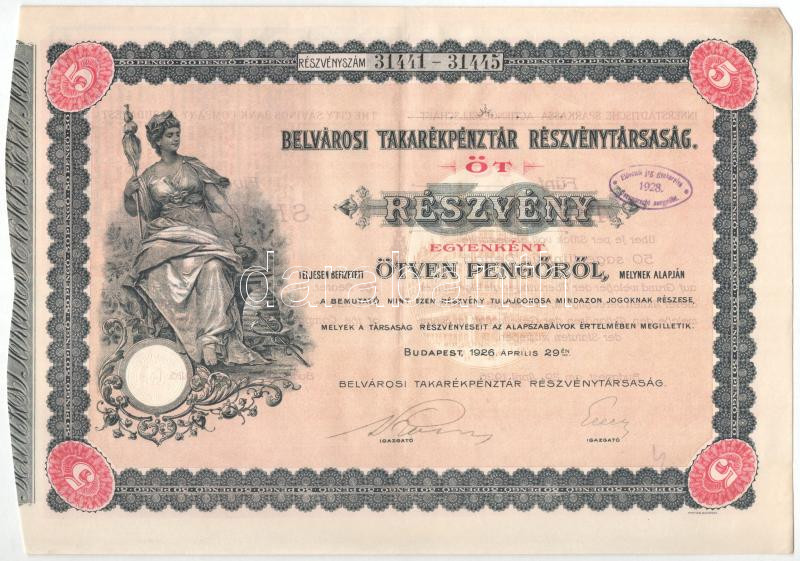 5
5
RÉSZVÉNYSZÁM 31441 – 31445
BELVÁROSI TAKARÉKPÉNZTÁR RÉSZVÉNYTÁRSASÁG.
ÖT
1928.
RÉSZVÉNY
EGYENKÉNT
TELJESEN BEFIZETETT ÖTVEN PENGŐRŐL, MELYNEK ALAPJÁN
A BEMUTATÓ MINT EZEN RÉSZVÉNY TULAJDONOSA MINDAZON JOGOKNAK RÉSZESE,
MELYEK A TÁRSASÁG RÉSZVÉNYESEIT AZ ALAPSZABÁLYOK ÉRTELMÉBEN MEGILLETIK.
BUDAPEST, 1926. ÁPRILIS 29ÉN
BELVÁROSI TAKARÉKPÉNZTÁR RÉSZVÉNYTÁRSASÁG.
IGAZGATÓ
IGAZGATÓ
5
5
darabanth